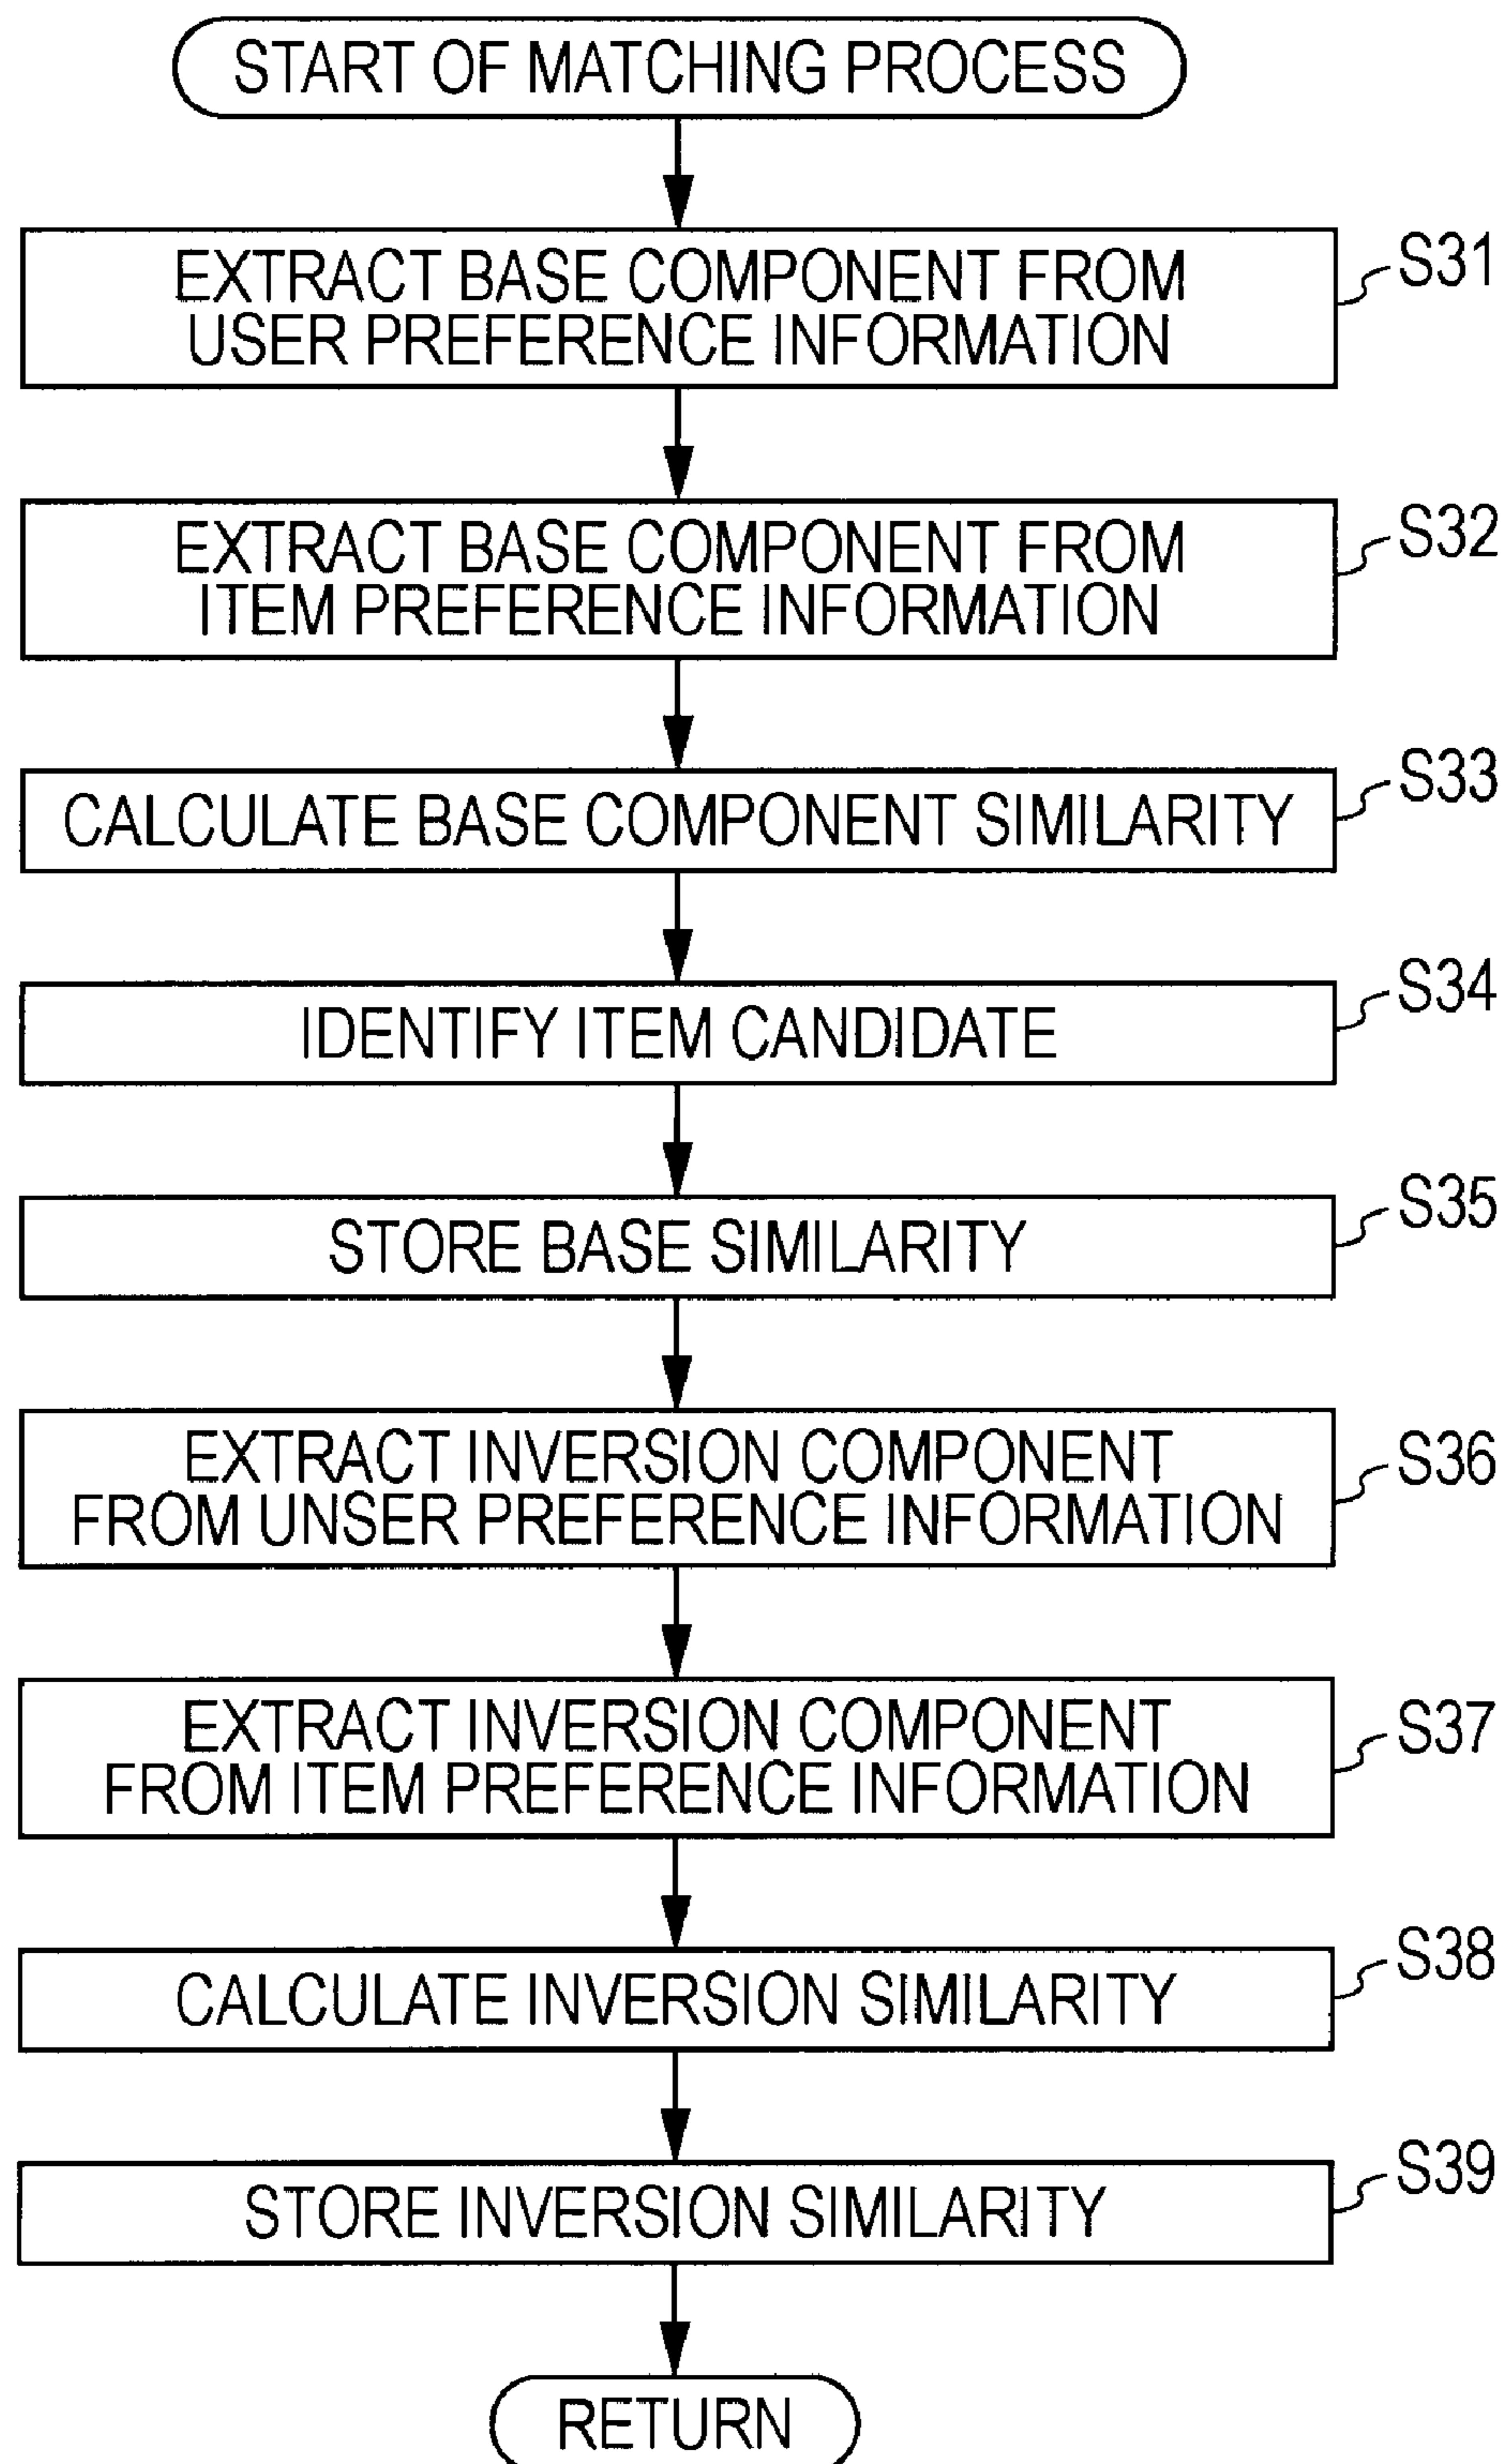 START OF MATCHING PROCESS
EXTRACT BASE COMPONENT FROM
USER PREFERENCE INFORMATION
S31
EXTRACT BASE COMPONENT FROM
ITEM PREFERENCE INFORMATION
S32
CALCULATE BASE COMPONENT SIMILARITY
S33
IDENTIFY ITEM CANDIDATE
S34
STORE BASE SIMILARITY
S35
EXTRACT INVERSION COMPONENT
FROM UNSER PREFERENCE INFORMATION
S36
EXTRACT INVERSION COMPONENT
FROM ITEM PREFERENCE INFORMATION
S37
CALCULATE INVERSION SIMILARITY
S38
STORE INVERSION SIMILARITY
S39
RETURN